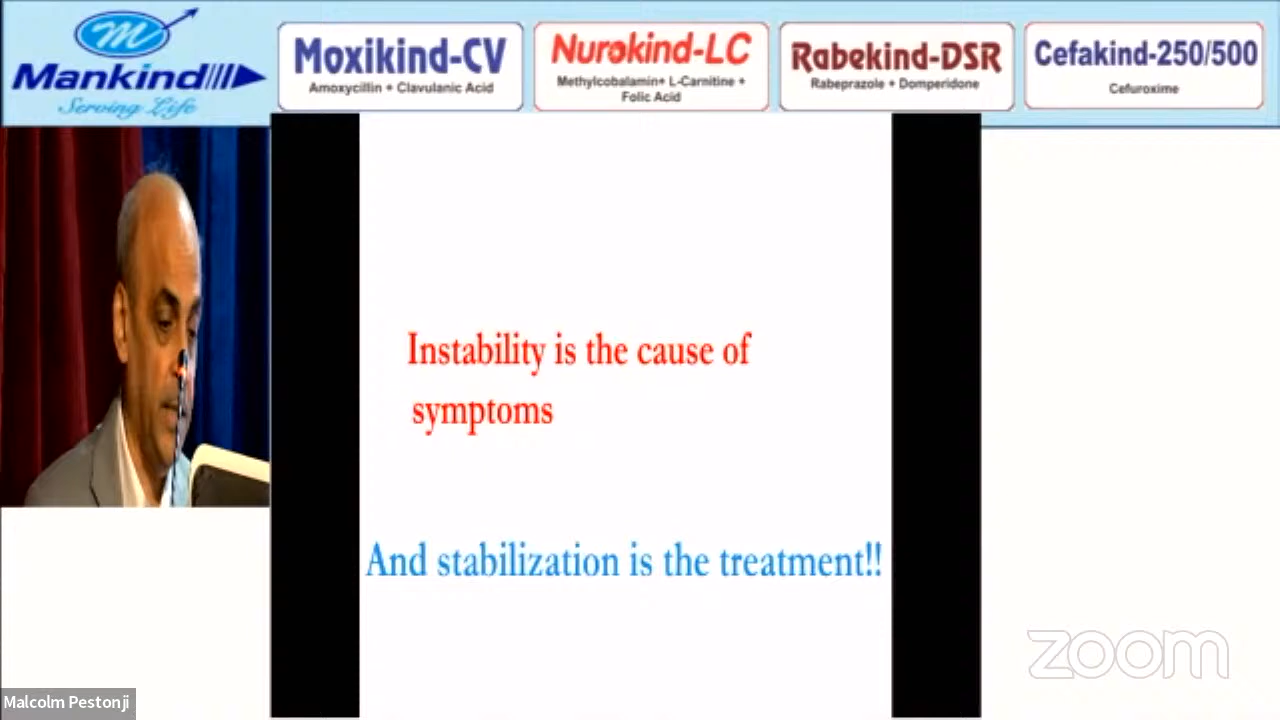 Mankind
Serving Life
Moxikind-CV
Amoxycillin + Clavulanic Acid
Nurokind-LC
Methylcobalamin+ L-Carnitine +
Folic Acid
Rabekind-DSR
Rabeprazole + Domperidone
Cefakind-250/500
Cefuroxime
Instability is the cause of
symptoms
And stabilization is the treatment!!
zoom
Malcolm Pestonji